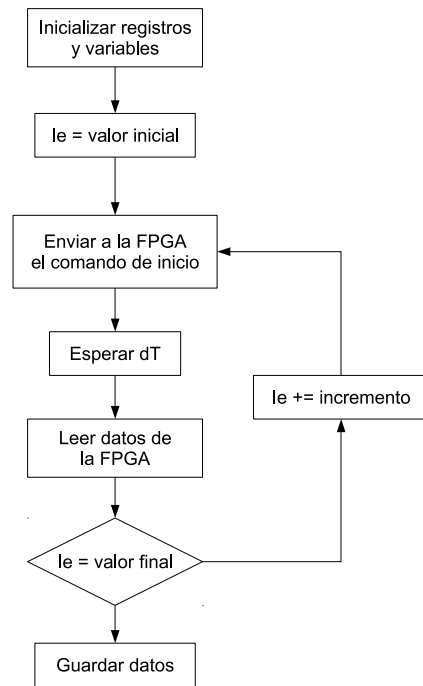 Inicializar registros
y variables
Ie = valor inicial
Enviar a la FPGA
el comando de inicio
Esperar dT
Ie += incremento
Leer datos de
la FPGA
Ie = valor final
Guardar datos